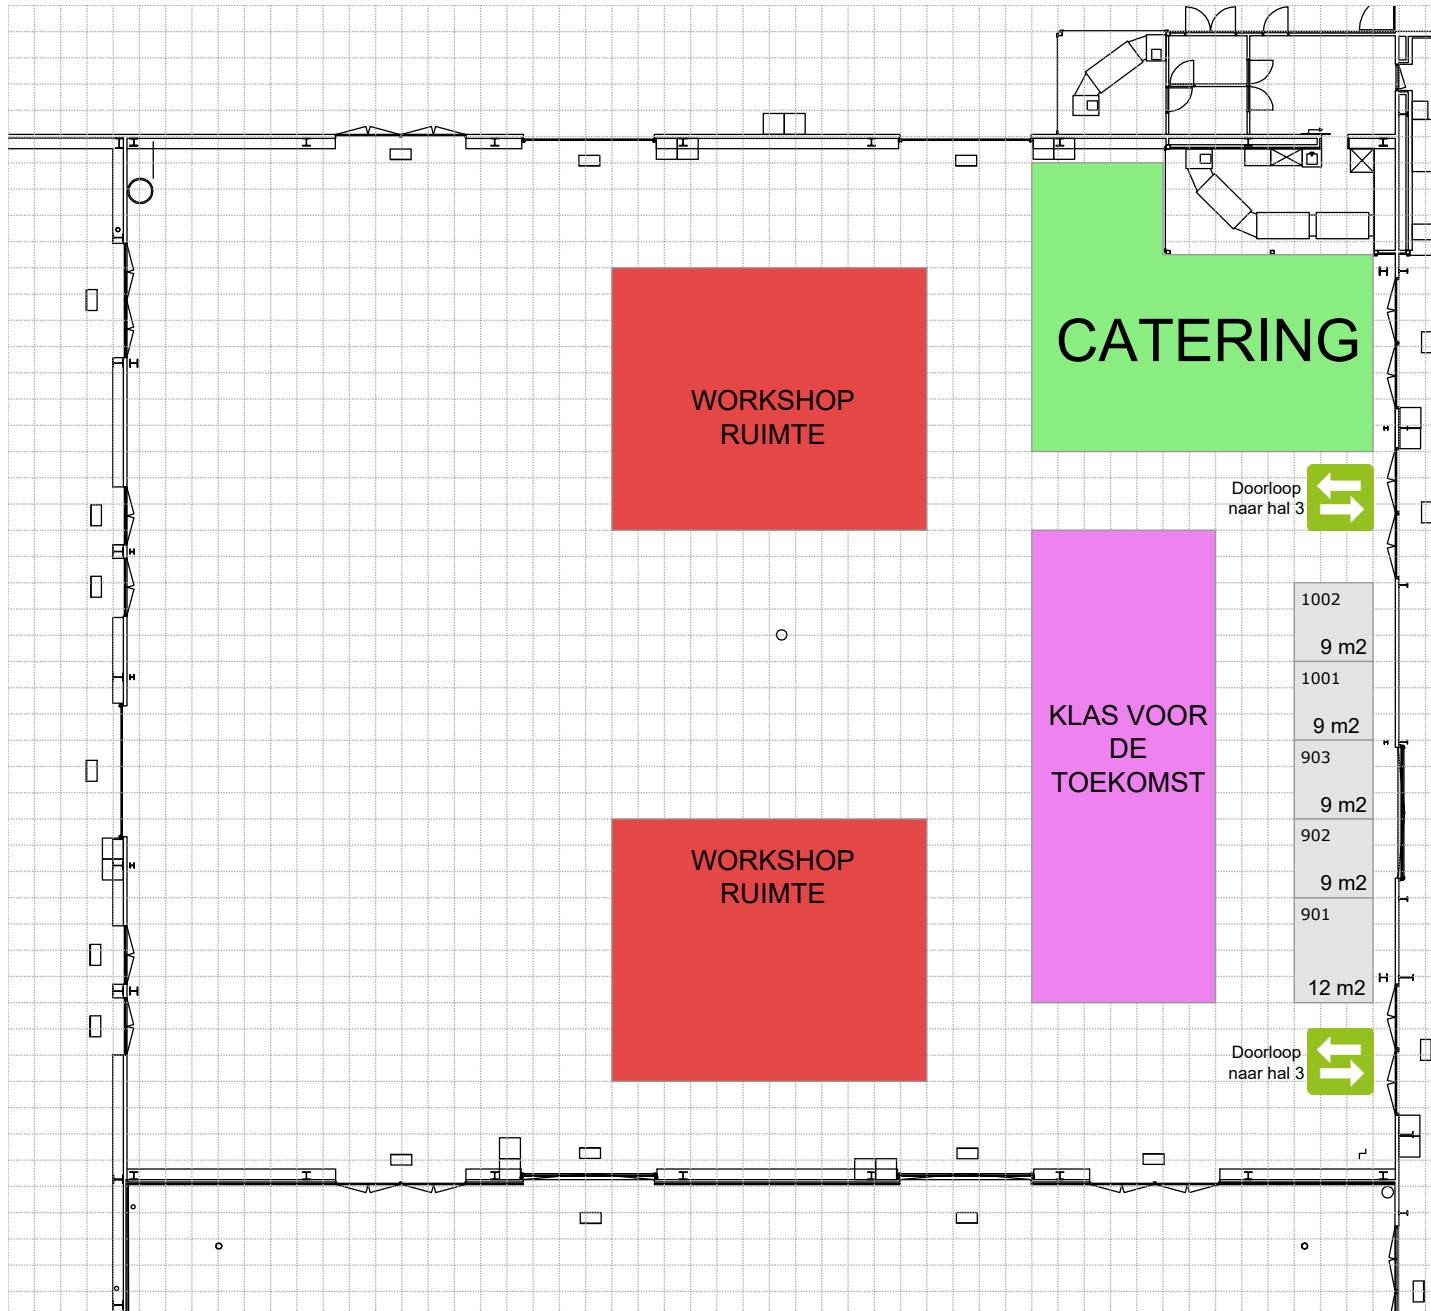 CATERING
WORKSHOP
RUIMTE
Doorloop
naar hal 3
1002
9 m2
1001
9 m2
KLAS VOOR
DE
TOEKOMST
903
9 m2
902
9 m2
WORKSHOP
RUIMTE
901
12 m2
Doorloop
naar hal 3